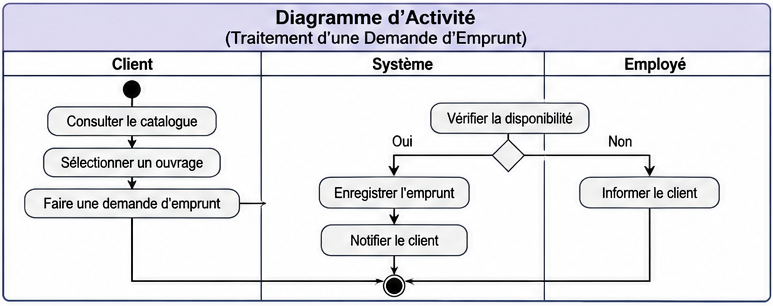 Diagramme d'Activité
(Traitement d'une Demande d'Emprunt)
Client
Système
Employé
Consulter le catalogue
Sélectionner un ouvrage
Faire une demande d'emprunt
Vérifier la disponibilité
Oui
Non
Enregistrer l'emprunt
Informer le client
Notifier le client